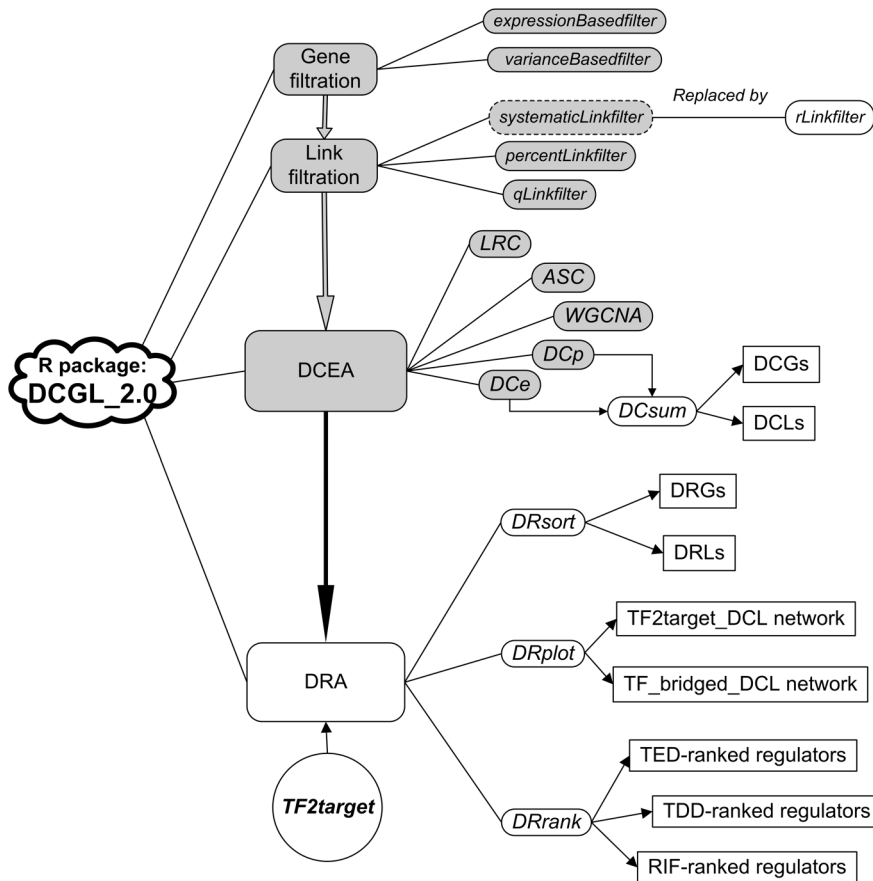 expressionBasedfilter
Gene
filtration
varianceBasedfilter
Replaced by
systematicLinkfilter
rLinkfilter
Link
filtration
percentLinkfilter
qLinkfilter
LRC
ASC
WGCNA
R package:
DCGL_2.0
DCEA
DCp
DCe
DCsum
DCGs
DCLs
DRGs
DRsort
DRLs
TF2target_DCL network
DRplot
TF_bridged_DCL network
DRA
TF2target
TED-ranked regulators
DRrank
TDD-ranked regulators
RIF-ranked regulators